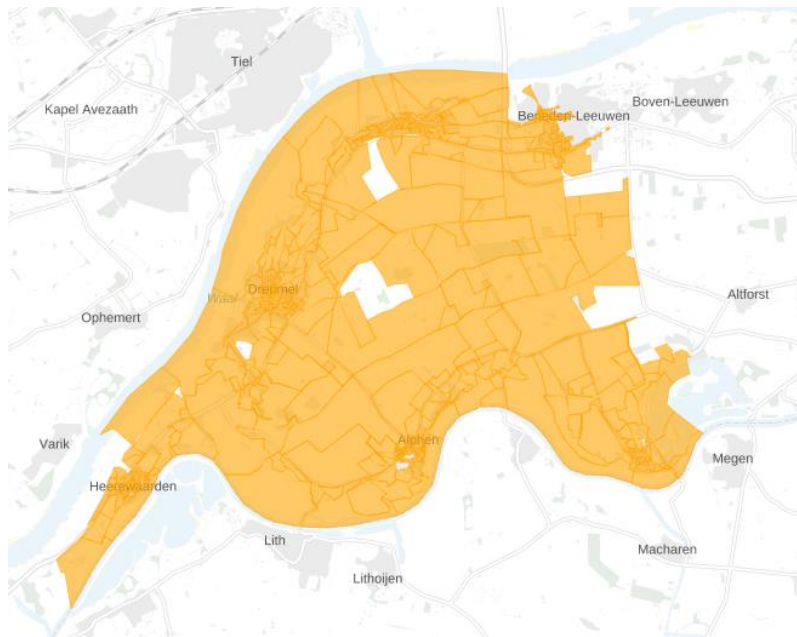 Tiel
Kapel Avezaath
Boven-Leeuwen
Beneden-Leeuwen
Waal
Dreumel
Altforst
Ophemert
Varik
Alphen
Megen
Heerewaarden
Lith
Macharen
Lithoijen